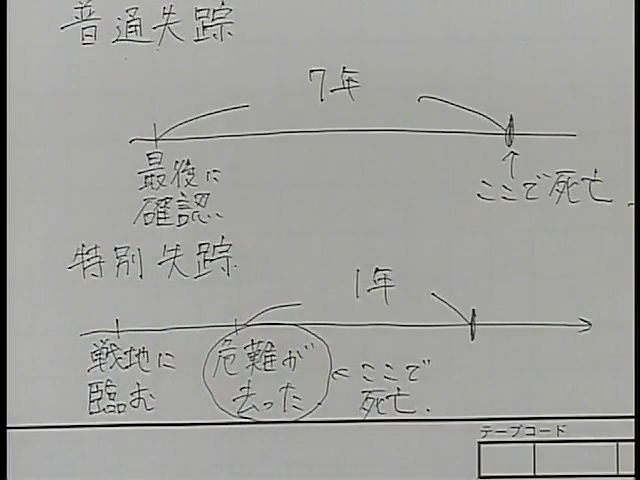 普通失踪
7年
最後に
確認、
↑
ここで死亡.
特別失踪
1年
戦地に
臨む
危難が
去った
←ここで
死亡.
テープコード